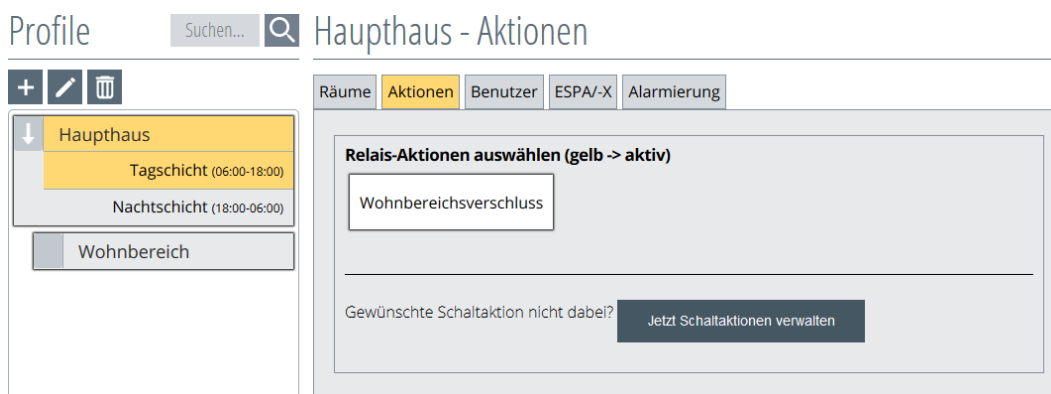 Profile
Suchen...
Haupthaus - Aktionen
Räume Aktionen Benutzer ESPA/-X Alarmierung
Haupthaus
Tagschicht (06:00-18:00)
Nachtschicht (18:00-06:00)
Wohnbereich
Relais-Aktionen auswählen (gelb -> aktiv)
Wohnbereichsverschluss
Gewünschte Schaltaktion nicht dabei? Jetzt Schaltaktionen verwalten